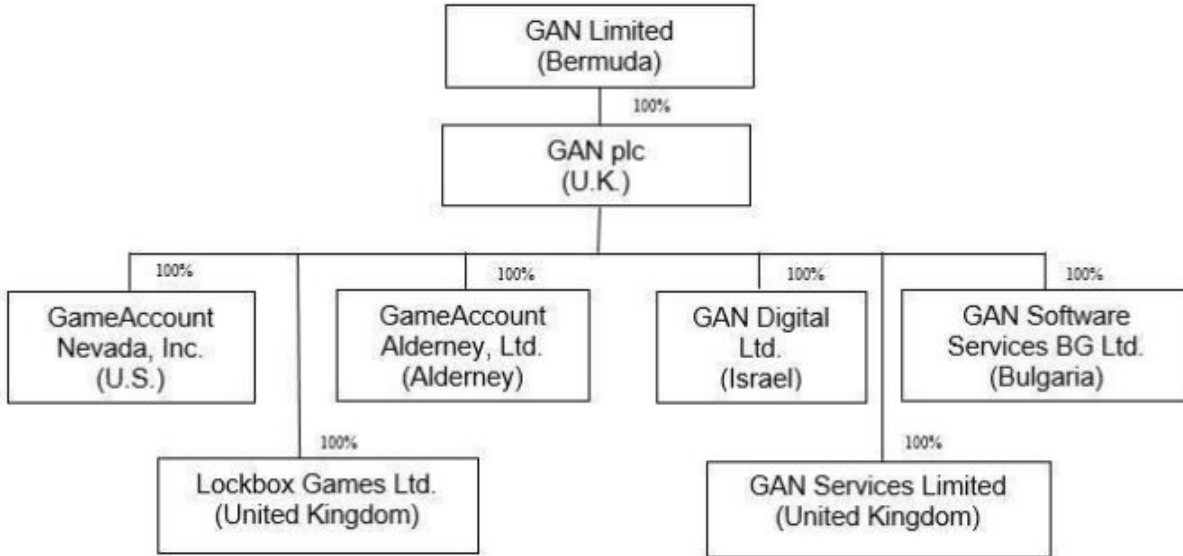 GAN Limited
(Bermuda)
100%
GAN plc
(U.K.)
100%
100%
100%
100%
GameAccount
Nevada, Inc.
(U.S.)
GameAccount
Alderney, Ltd.
(Alderney)
GAN Digital
Ltd.
(Israel)
GAN Software
Services BG Ltd.
(Bulgaria)
100%
100%
Lockbox Games Ltd.
(United Kingdom)
GAN Services Limited
(United Kingdom)